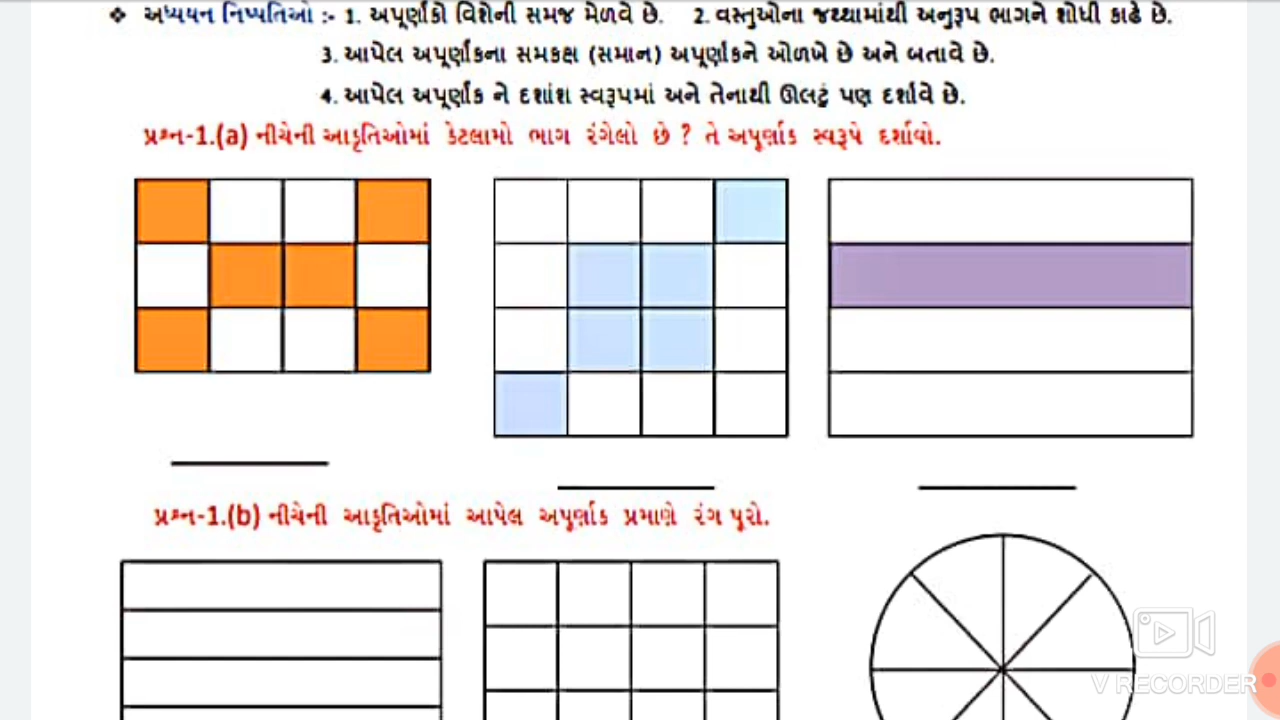 ❖ અધ્યયન નિષ્પતિઓ :- 1. અપૂર્ણાંકો વિશેની સમજ મેળવે છે. 2. વસ્તુઓના જથ્થામાંથી અનુરૂપ ભાગને શોધી કાઢે છે.
3. આપેલ અપૂર્ણાંકના સમકક્ષ (સમાન) અપૂર્ણાંકને ઓળખે છે અને બતાવે છે.
4. આપેલ અપૂર્ણાંક ને દશાંશ સ્વરૂપમાં અને તેનાથી ઊલટું પણ દર્શાવે છે.
પ્રશ્ન-1.(a) નીચેની આકૃતિઓમાં કેટલામો ભાગ રંગેલો છે ? તે અપૂર્ણાંક સ્વરૂપે દર્શાવો.
પ્રશ્ન-1.(b) નીચેની આકૃતિઓમાં આપેલ અપૂર્ણાંક પ્રમાણે રંગ પૂરો.
V RECORDER